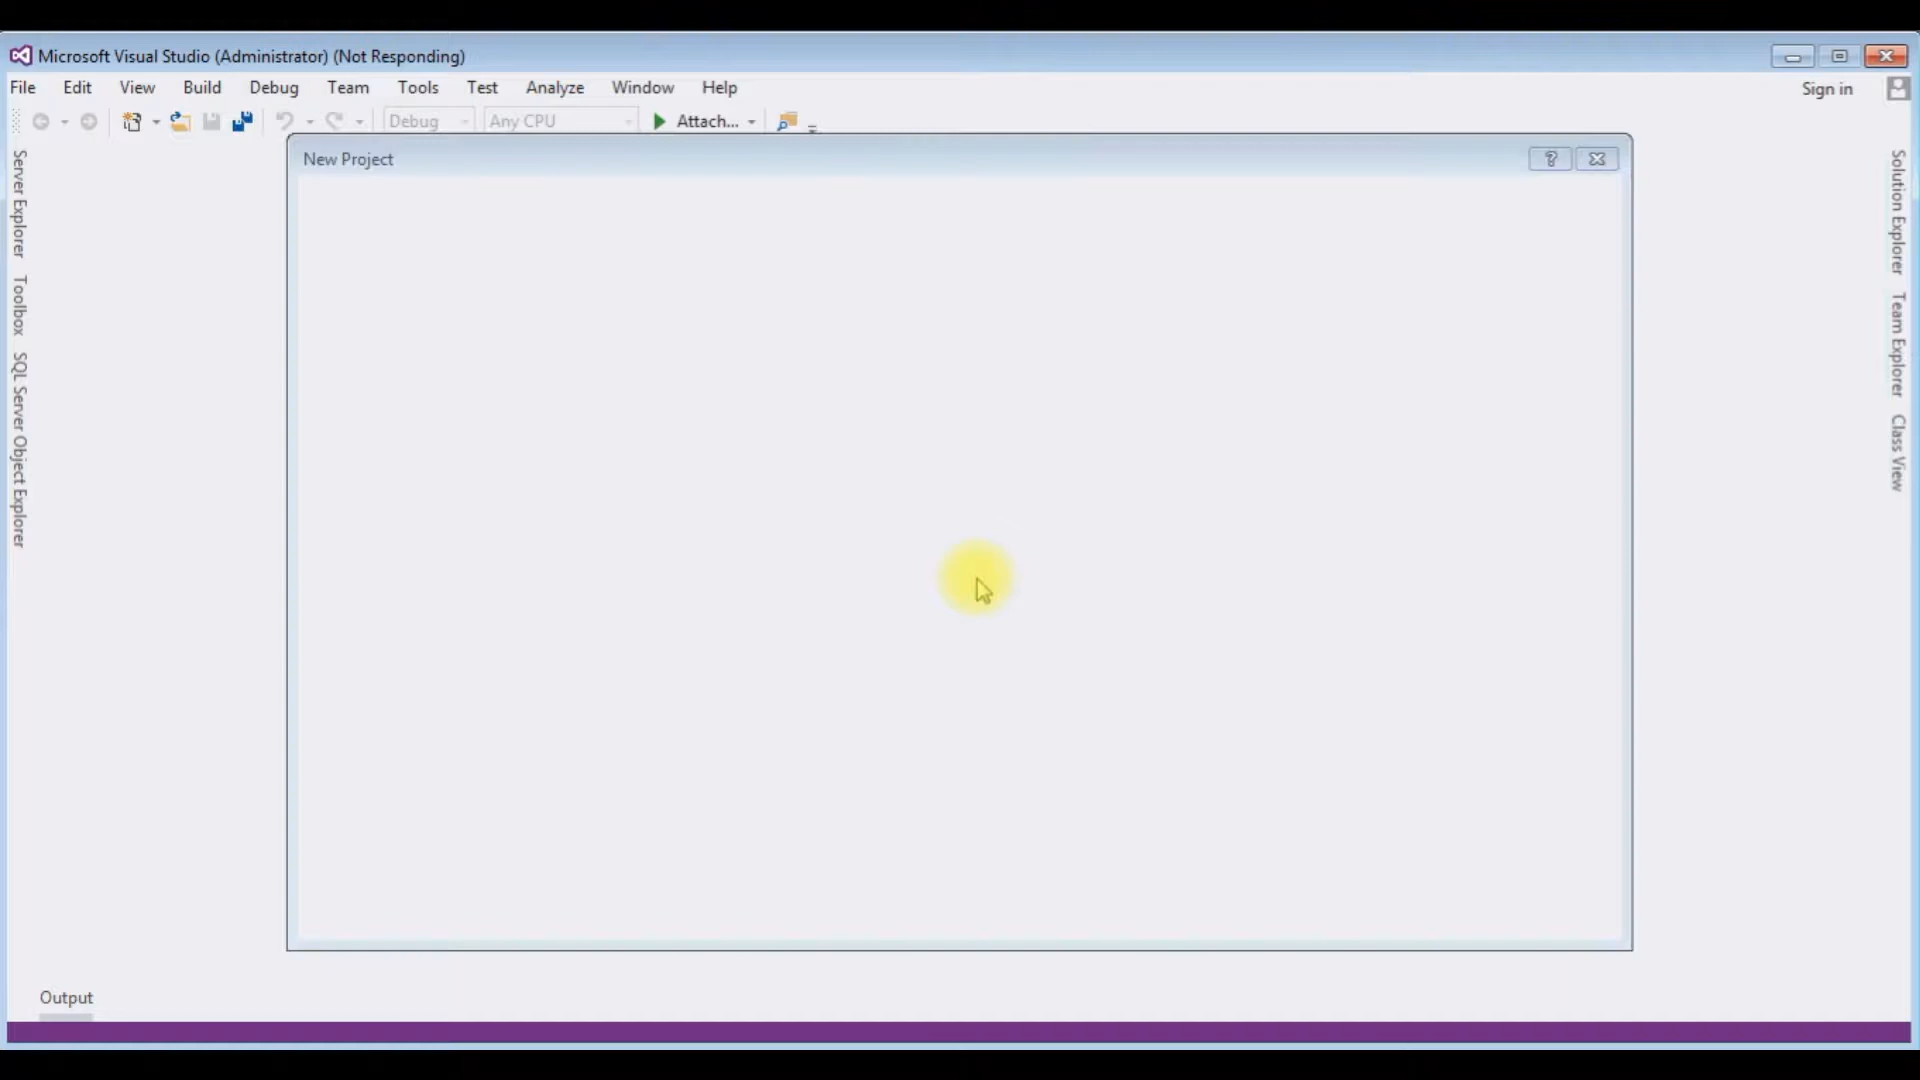 Microsoft Visual Studio (Administrator) (Not Responding)
File Edit View Build Debug Team Tools Test Analyze Window Help
Sign in
Debug Any CPU Attach...
New Project
?
Server Explorer
Toolbox
SQL Server Object Explorer
Solution Explorer
Team Explorer
Class View
Output